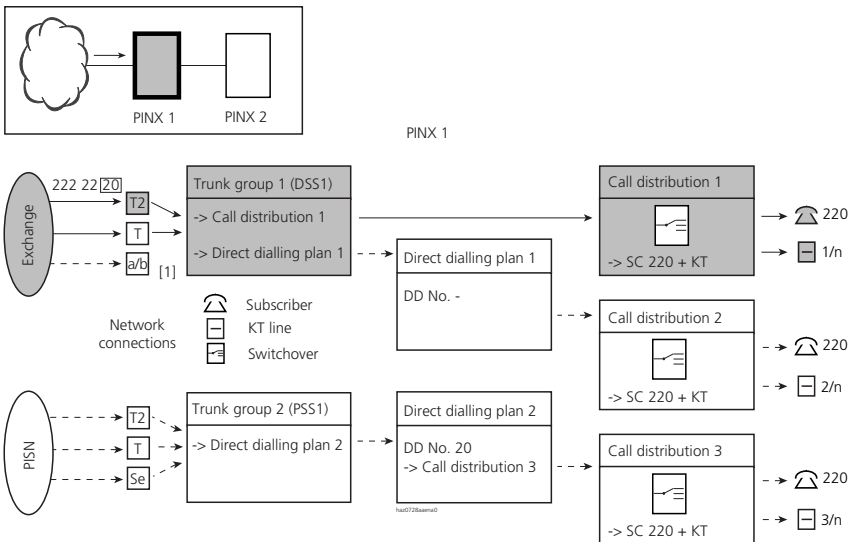 PINX 1
PINX 2
PINX 1
Exchange
222 22 20
T2
T
a/b
[1]
Trunk group 1 (DSS1)
-> Call distribution 1
-> Direct dialling plan 1
Direct dialling plan 1
DD No. -
Call distribution 1
-> SC 220 + KT
220
1/n
Network
connections
Subscriber
KT line
Switchover
Call distribution 2
-> SC 220 + KT
220
2/n
PISN
T2
T
Se
Trunk group 2 (PSS1)
-> Direct dialling plan 2
Direct dialling plan 2
DD No. 20
-> Call distribution 3
haz0728aaena0
Call distribution 3
-> SC 220 + KT
220
3/n